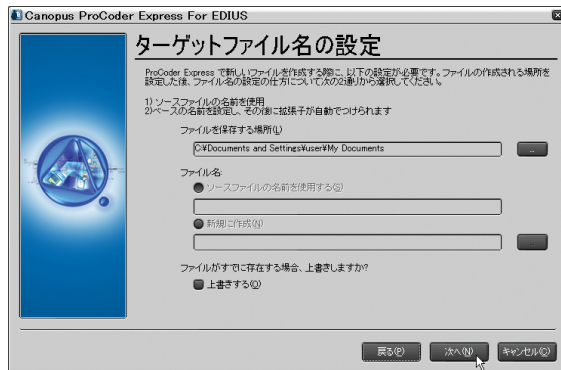 Canopus ProCoder Express For EDIUS
ターゲットファイル名の設定
ProCoder Express で新しいファイルを作成する際に、以下の設定が必要です。ファイルの作成される場所を
設定した後、ファイル名の設定の仕方について次の2通りから選択してください。
1) ソースファイルの名前を使用
2)ベースの名前を設定し、その後に拡張子が自動でつけられます
ファイルを保存する場所(L)
C:¥Documents and Settings¥user¥My Documents
..
ファイル名:
ソースファイルの名前を使用する(S)
新規に作成(N)
ファイルがすでに存在する場合、上書きしますか?
上書きする(O)
戻る(P)
次へ(N)
キャンセル(C)